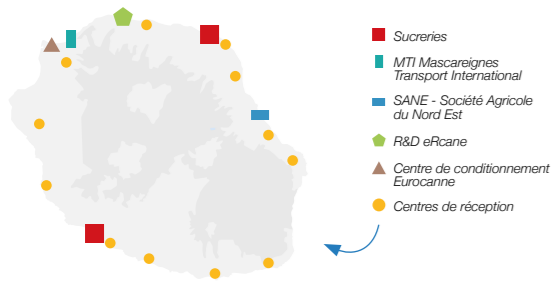 Sucreries
MTI Mascareignes
Transport International
SANE - Société Agricole
du Nord Est
R&D eRcane
Centre de conditionnement
Eurocanne
Centres de réception